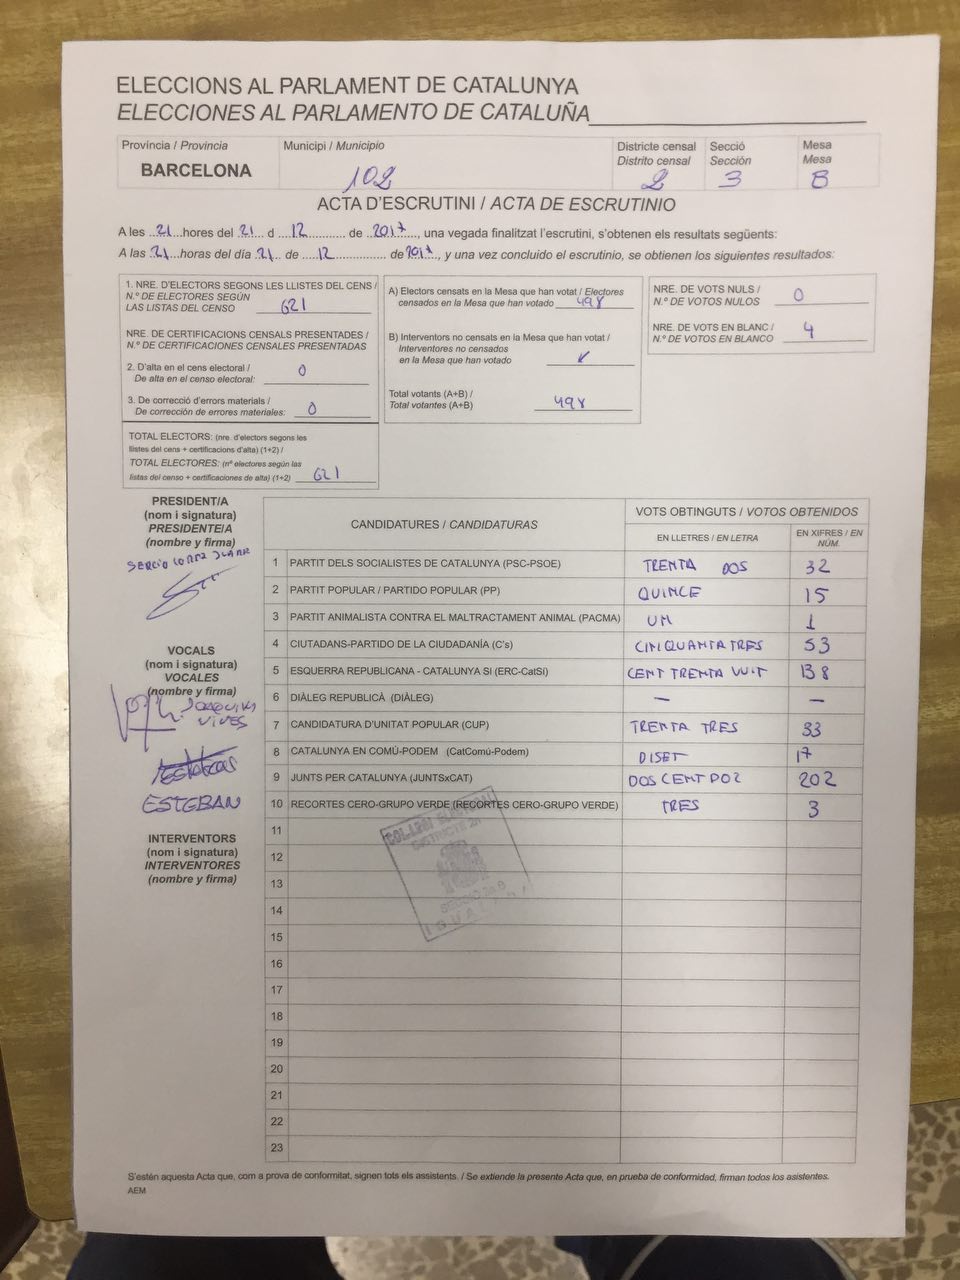 ELECCIONS AL PARLAMENT DE CATALUNYA
ELECCIONES AL PARLAMENTO DE CATALUÑA
Província / Provincia
BARCELONA
Municipi / Municipio
102
Districte censal
Distrito censal
2
Secció
Sección
3
Mesa
Mesa
B
ACTA D'ESCRUTINI / ACTA DE ESCRUTINIO
A les 21 hores del 21 d 12 de 2017, una vegada finalitzat l'escrutini, s'obtenen els resultats següents:
A las 21 horas del día 21 de 12 de 2017, y una vez concluido el escrutinio, se obtienen los siguientes resultados:
1. NRE. D'ELECTORS SEGONS LES LLISTES DEL CENS /
N.º DE ELECTORES SEGÚN
LAS LISTAS DEL CENSO 621
NRE. DE CERTIFICACIONS CENSALS PRESENTADES /
N.º DE CERTIFICACIONES CENSALES PRESENTADAS
2. D'alta en el cens electoral /
De alta en el censo electoral: 0
3. De correcció d'errors materials /
De corrección de errores materiales: 0
TOTAL ELECTORS: (nre. d'electors segons les
llistes del cens + certificacions d'alta) (1+2) /
TOTAL ELECTORES: (nº electores según las
listas del censo + certificaciones de alta) (1+2) 621
A) Electors censats en la Mesa que han votat / Electores
censados en la Mesa que han votado 498
B) Interventors no censats en la Mesa que han votat /
Interventores no censados
en la Mesa que han votado
Total votants (A+B) /
Total votantes (A+B) 498
NRE. DE VOTS NULS /
N.º DE VOTOS NULOS 0
NRE. DE VOTS EN BLANC /
N.º DE VOTOS EN BLANCO 4
PRESIDENT/A
(nom i signatura)
PRESIDENTE/A
(nombre y firma)
SERGIO
VOCALS
(nom i signatura)
VOCALES
(nombre y firma)
JOAQUIM
VIVES
ESTEBAN
INTERVENTORS
(nom i signatura)
INTERVENTORES
(nombre y firma)
CANDIDATURES / CANDIDATURAS
VOTS OBTINGUTS / VOTOS OBTENIDOS
EN LLETRES / EN LETRA
EN XIFRES / EN NÚM.
1 PARTIT DELS SOCIALISTES DE CATALUNYA (PSC-PSOE) TRENTA DOS 32
2 PARTIT POPULAR / PARTIDO POPULAR (PP) QUINCE 15
3 PARTIT ANIMALISTA CONTRA EL MALTRACTAMENT ANIMAL (PACMA) UM 1
4 CIUTADANS-PARTIDO DE LA CIUDADANÍA (C's) CINQUANTA TRES 53
5 ESQUERRA REPUBLICANA - CATALUNYA SI (ERC-CatSí) CENT TRENTA VUIT 138
6 DIÀLEG REPUBLICÀ (DIÀLEG) — —
7 CANDIDATURA D'UNITAT POPULAR (CUP) TRENTA TRES 33
8 CATALUNYA EN COMÚ-PODEM (CatComú-Podem) DISET 17
9 JUNTS PER CATALUNYA (JUNTSxCAT) DOS CENT DOS 202
10 RECORTES CERO-GRUPO VERDE (RECORTES CERO-GRUPO VERDE) TRES 3
COL·LEGI ELECTORAL
DISTRICTE 2n
IGUALADA
11
12
13
14
15
16
17
18
19
20
21
22
23
S'estén aquesta Acta que, com a prova de conformitat, signen tots els assistents. / Se extiende la presente Acta que, en prueba de conformidad, firman todos los asistentes.
AEM